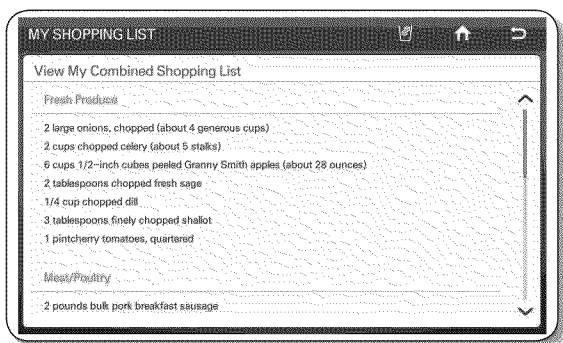 MY SHOPPING LIST
View My Combined Shopping List
Fresh Produce
2 large onions, chopped (about 4 generous cups)
2 cups chopped celery (about 5 stalks)
6 cups 1/2-inch cubes peeled Granny Smith apples (about 28 ounces)
2 tablespoons chopped fresh sage
1/4 cup chopped dill
3 tablespoons finely chopped shallot
1 pintcherry tomatoes, quartered
Meat/Poultry
2 pounds bulk pork breakfast sausage